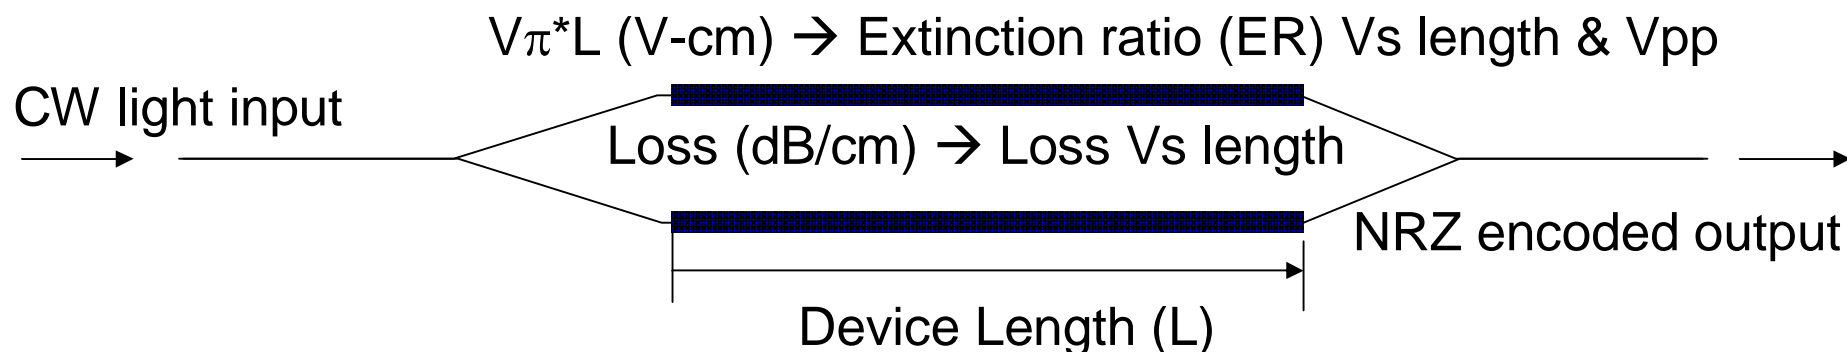 Vπ*L (V-cm) → Extinction ratio (ER) Vs length & Vpp
CW light input
Loss (dB/cm) → Loss Vs length
NRZ encoded output
Device Length (L)